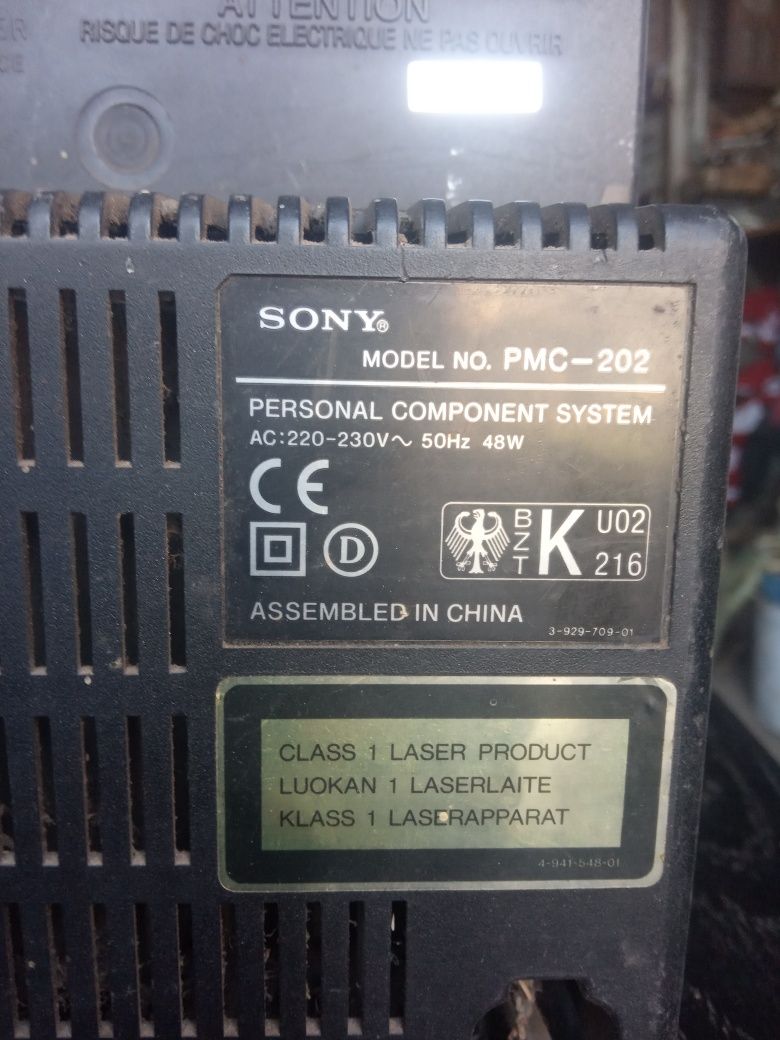 ATTENTION
RISQUE DE CHOC ELECTRIQUE NE PAS OUVRIR
SONY®
MODEL NO. PMC-202
PERSONAL COMPONENT SYSTEM
AC:220-230V~ 50Hz 48W
CE
D
BZT K U02 216
ASSEMBLED IN CHINA
3-929-709-01
CLASS 1 LASER PRODUCT
LUOKAN 1 LASERLAITE
KLASS 1 LASERAPPARAT
4-941-548-01